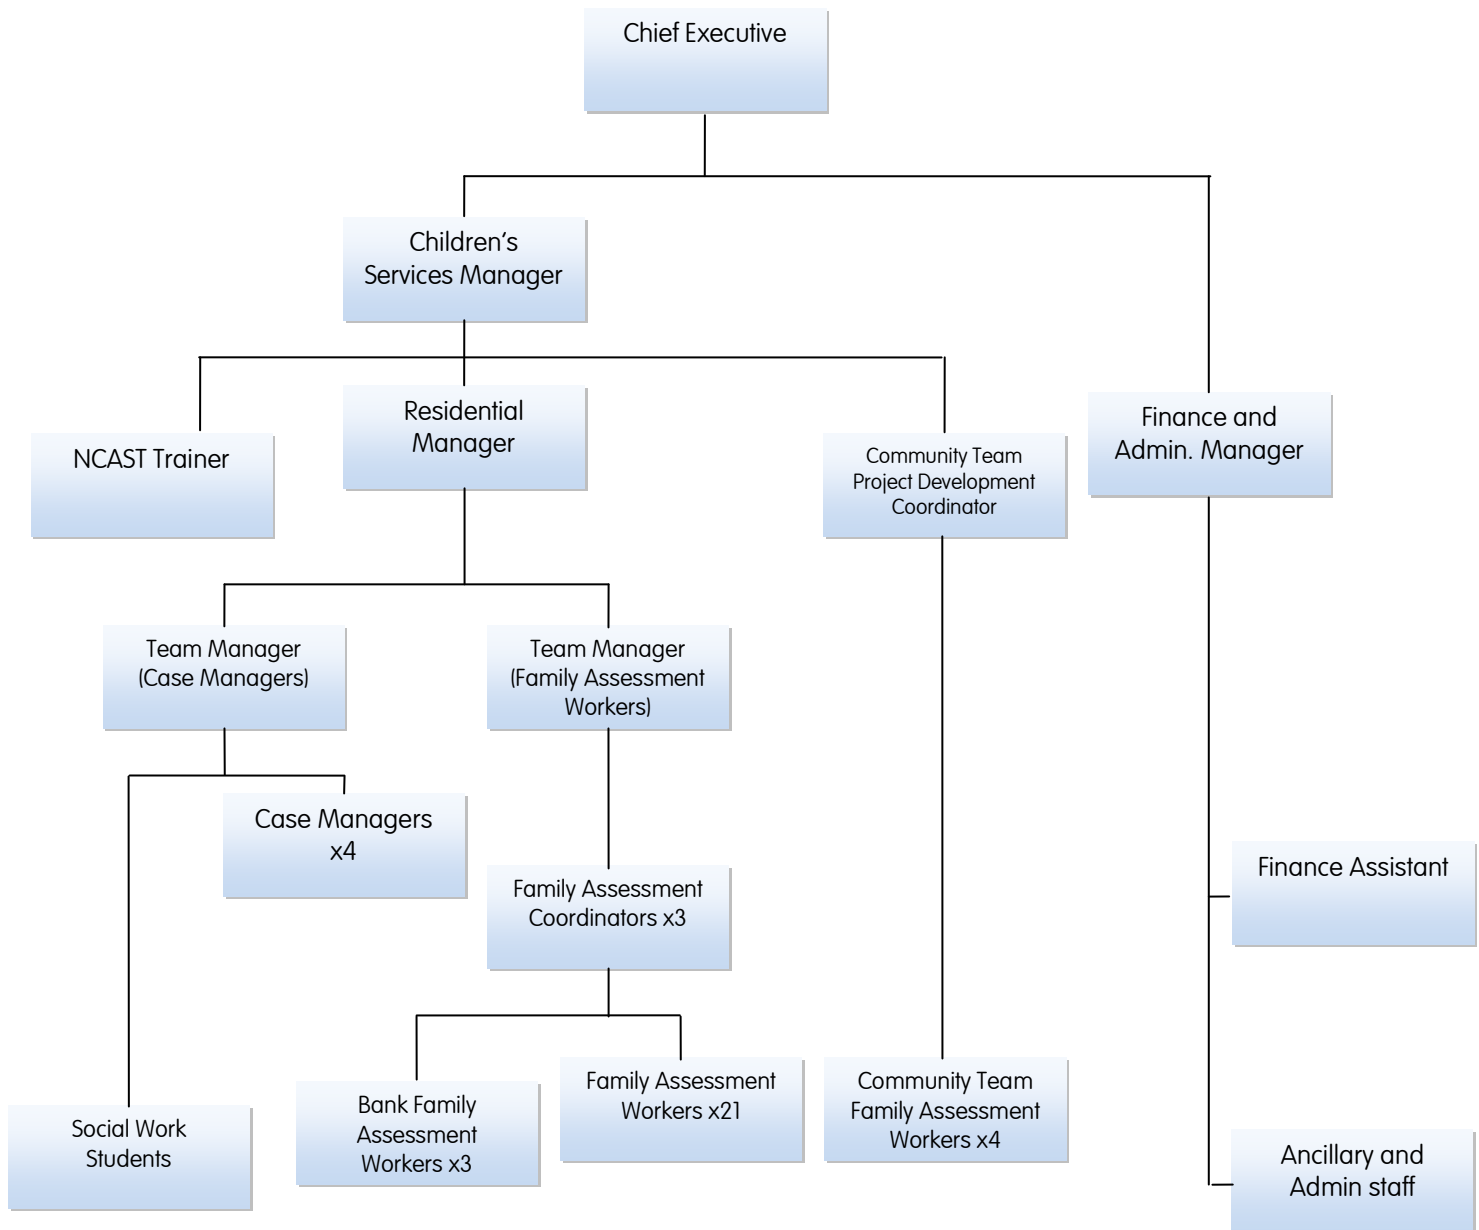 Chief Executive
Children's
Services Manager
Residential
Manager
Finance and
Admin. Manager
NCAST Trainer
Community Team
Project Development
Coordinator
Team Manager
(Case Managers)
Team Manager
(Family Assessment
Workers)
Case Managers
x4
Finance Assistant
Family Assessment
Coordinators x3
Family Assessment
Workers x21
Community Team
Family Assessment
Workers x4
Bank Family
Assessment
Workers x3
Social Work
Students
Ancillary and
Admin staff